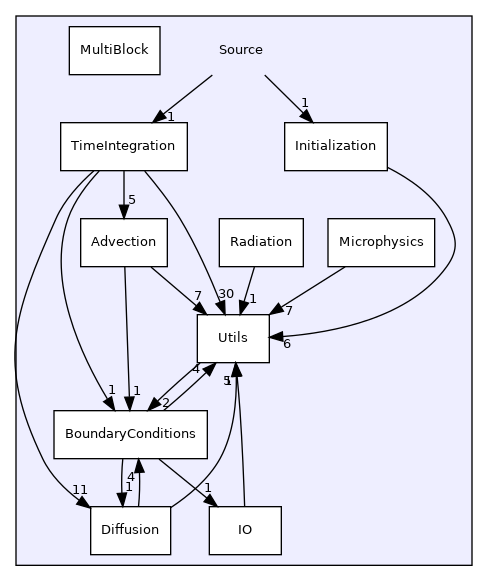 MultiBlock
Source
1
1
TimeIntegration
Initialization
5
Advection
Radiation
Microphysics
7
30
1
7
Utils
6
4
1
1
2
BoundaryConditions
4
1
11
1
Diffusion
IO